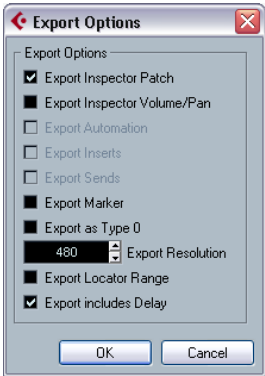 Export Options
Export Options
Export Inspector Patch
Export Inspector Volume/Pan
Export Automation
Export Inserts
Export Sends
Export Marker
Export as Type 0
480 Export Resolution
Export Locator Range
Export includes Delay
OK Cancel